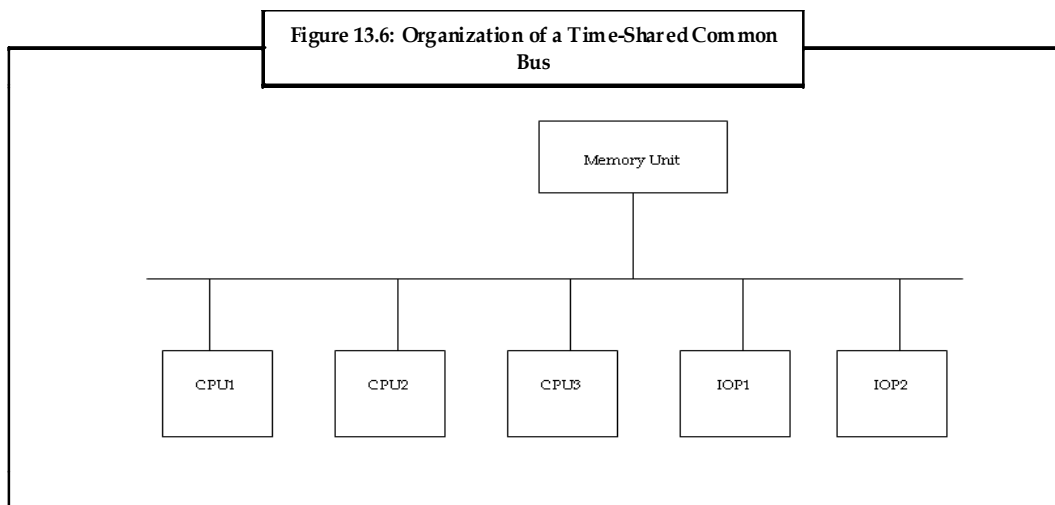 Figure 13.6: Organization of a Time-Shared Common
Bus
Memory Unit
CPU1
CPU2
CPU3
IOP1
IOP2